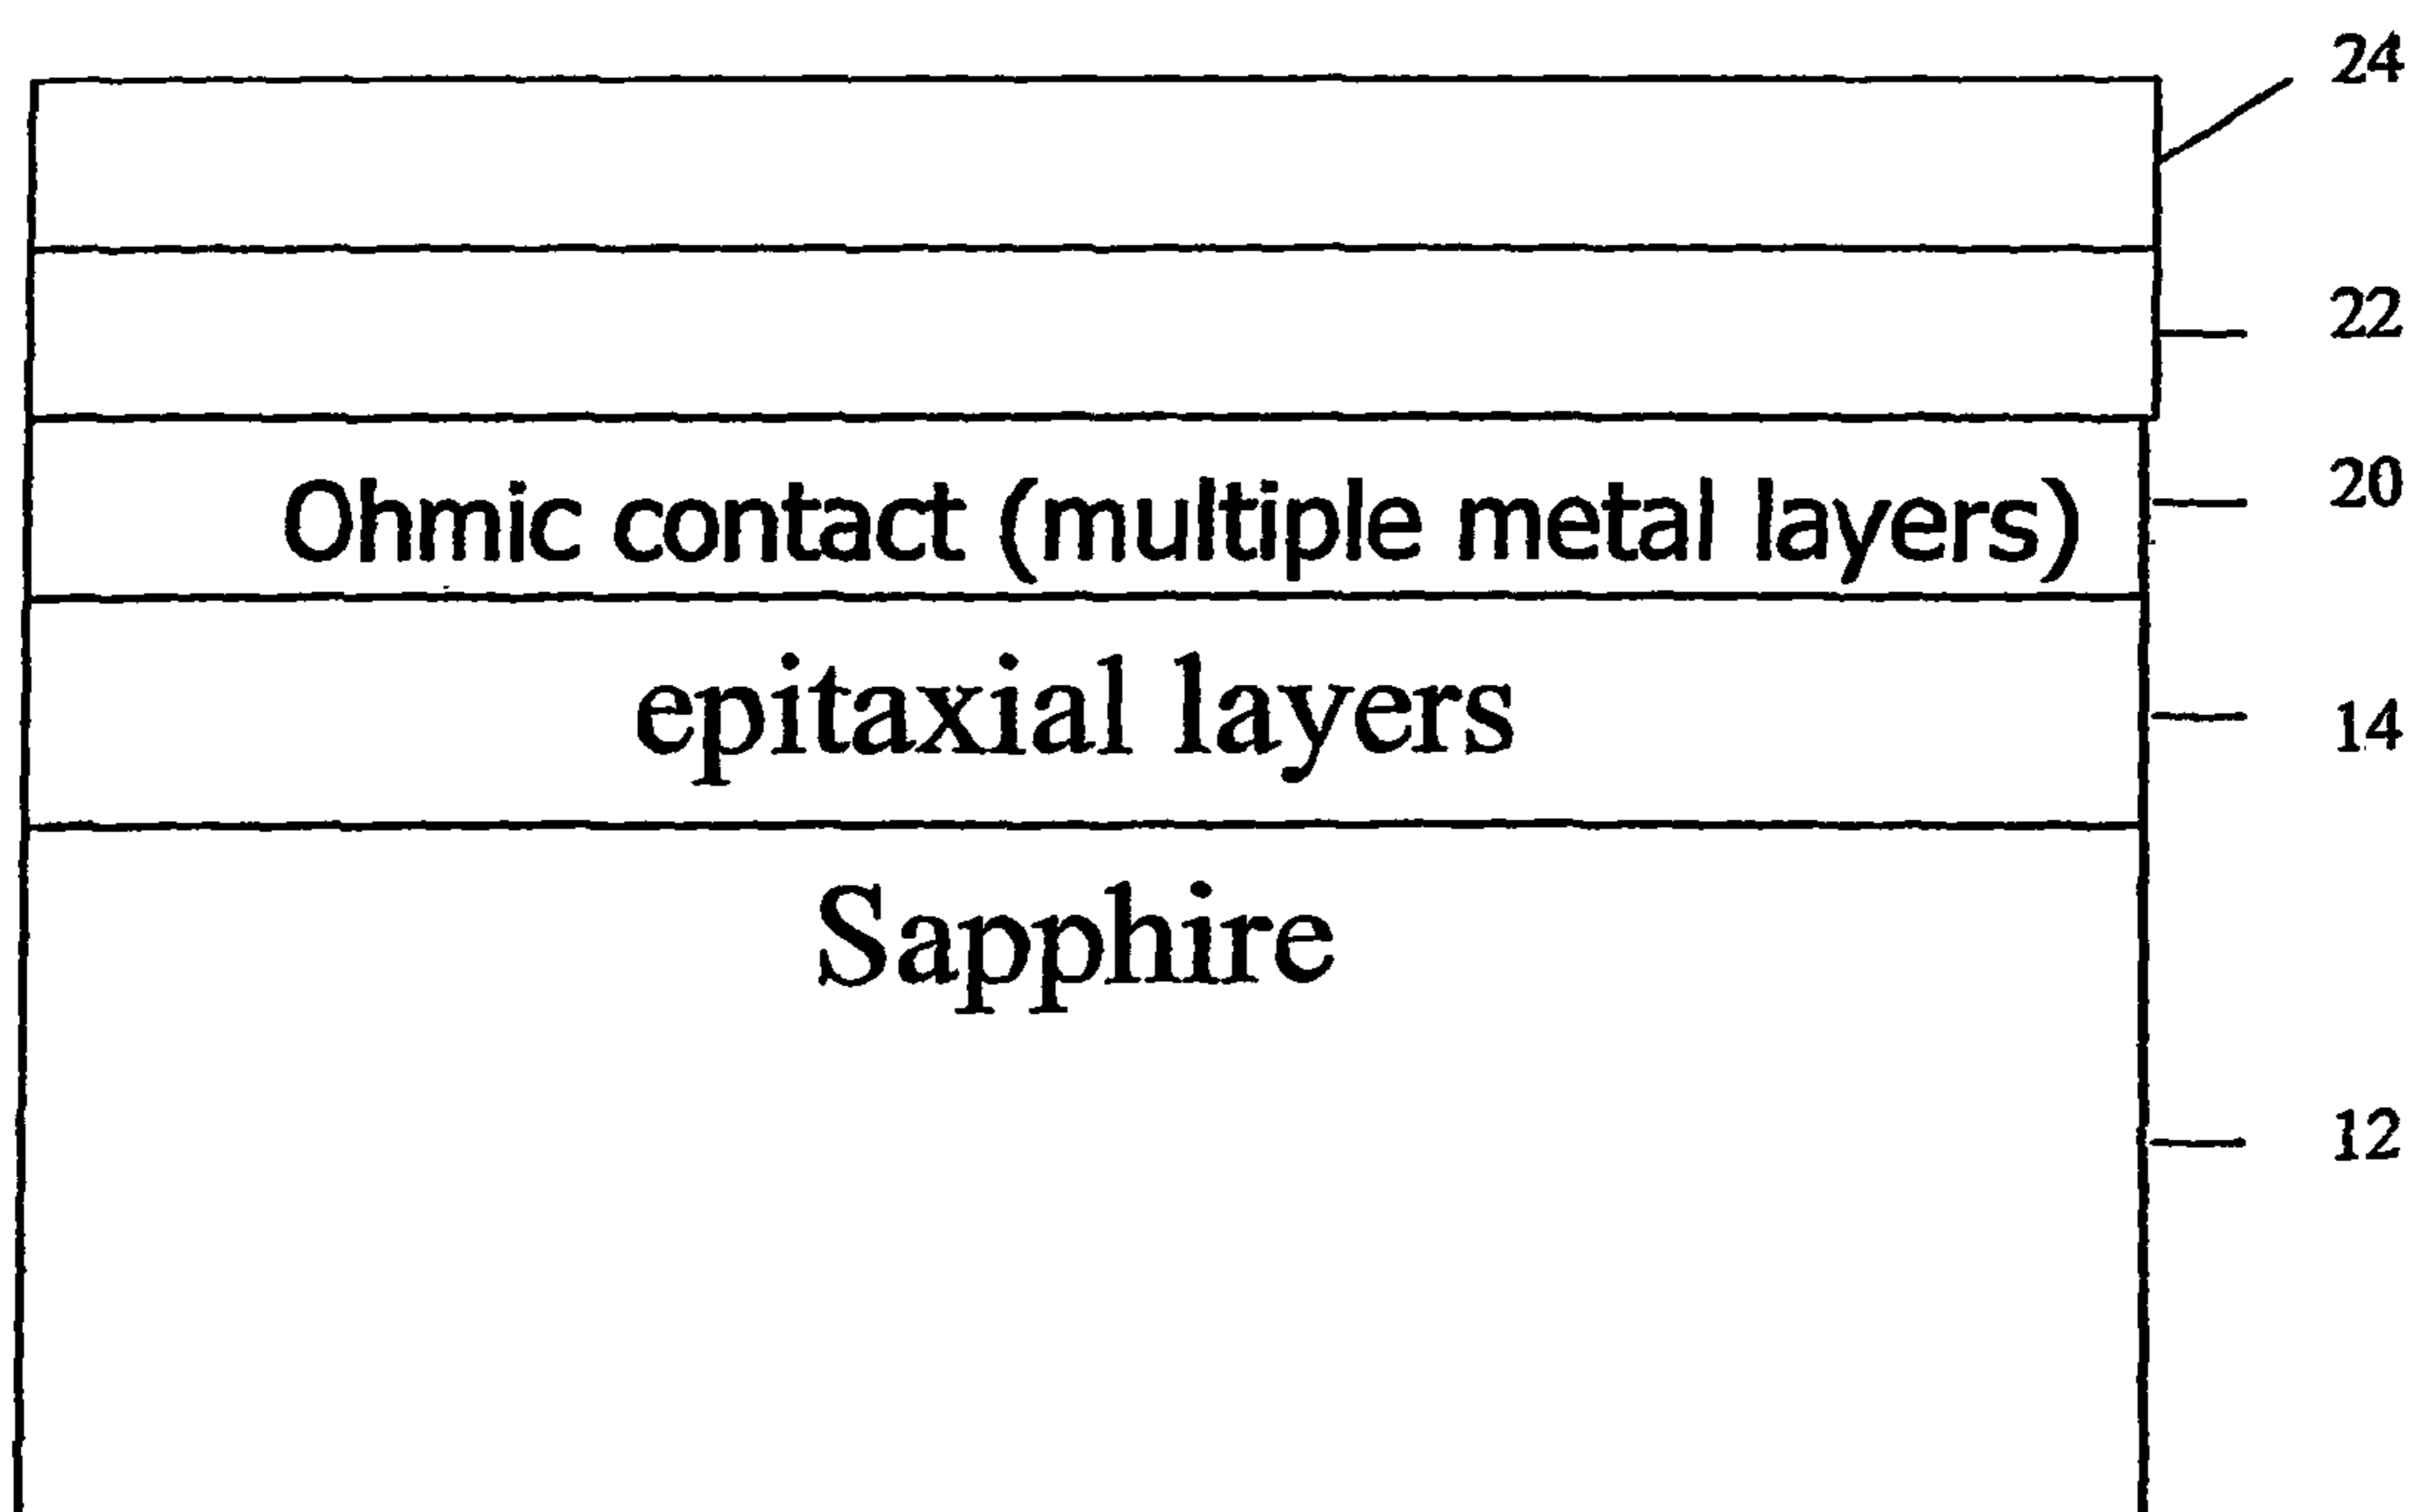 24
22
Ohmic contact (multiple metal layers)
20
epitaxial layers
14
Sapphire
12